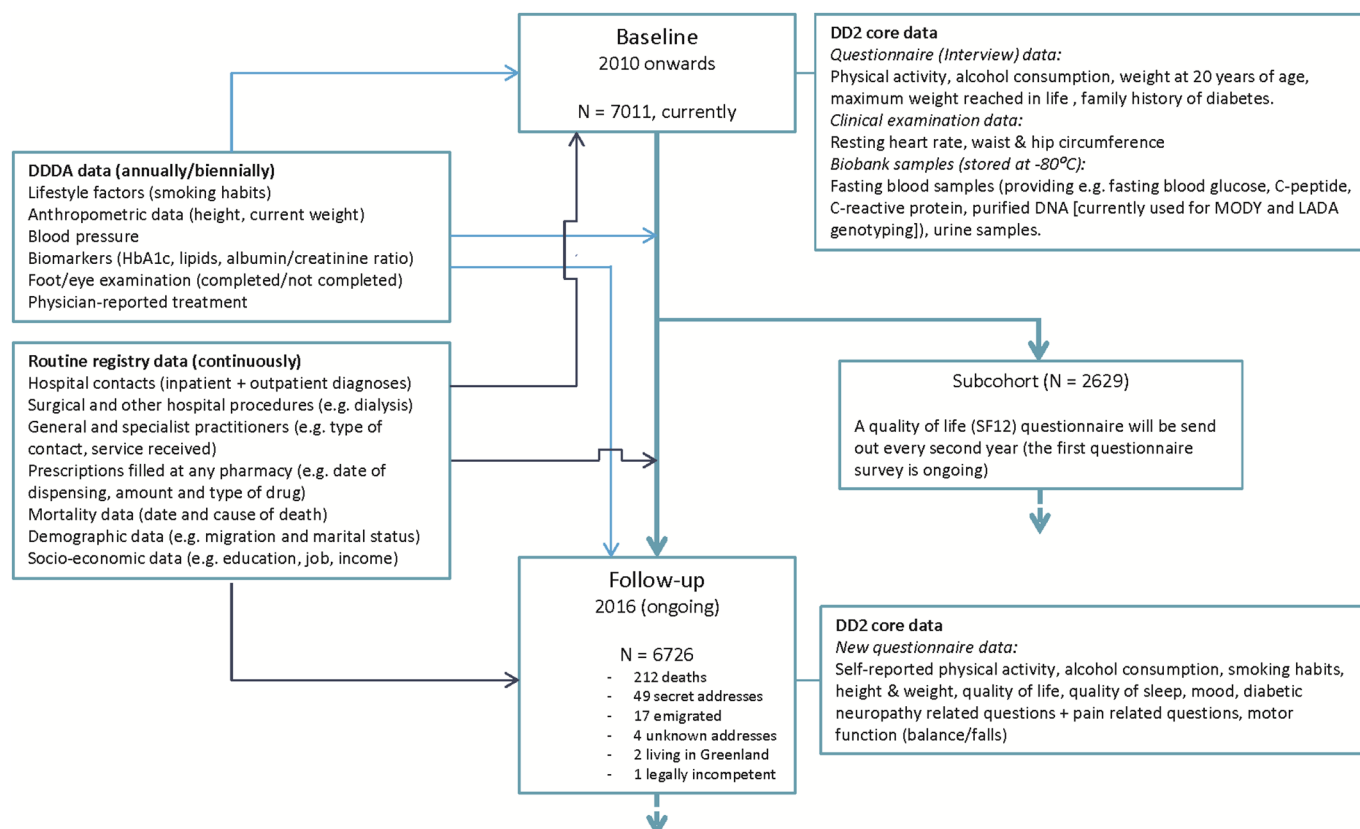 Baseline
2010 onwards
N = 7011, currently
DD2 core data
Questionnaire (Interview) data:
Physical activity, alcohol consumption, weight at 20 years of age,
maximum weight reached in life , family history of diabetes.
Clinical examination data:
Resting heart rate, waist & hip circumference
Biobank samples (stored at -80°C):
Fasting blood samples (providing e.g. fasting blood glucose, C-peptide,
C-reactive protein, purified DNA [currently used for MODY and LADA
genotyping]), urine samples.
DDDA data (annually/biennially)
Lifestyle factors (smoking habits)
Anthropometric data (height, current weight)
Blood pressure
Biomarkers (HbA1c, lipids, albumin/creatinine ratio)
Foot/eye examination (completed/not completed)
Physician-reported treatment
Routine registry data (continuously)
Hospital contacts (inpatient + outpatient diagnoses)
Surgical and other hospital procedures (e.g. dialysis)
General and specialist practitioners (e.g. type of
contact, service received)
Prescriptions filled at any pharmacy (e.g. date of
dispensing, amount and type of drug)
Mortality data (date and cause of death)
Demographic data (e.g. migration and marital status)
Socio-economic data (e.g. education, job, income)
Subcohort (N = 2629)
A quality of life (SF12) questionnaire will be send
out every second year (the first questionnaire
survey is ongoing)
Follow-up
2016 (ongoing)
N = 6726
- 212 deaths
- 49 secret addresses
- 17 emigrated
- 4 unknown addresses
- 2 living in Greenland
- 1 legally incompetent
DD2 core data
New questionnaire data:
Self-reported physical activity, alcohol consumption, smoking habits,
height & weight, quality of life, quality of sleep, mood, diabetic
neuropathy related questions + pain related questions, motor
function (balance/falls)